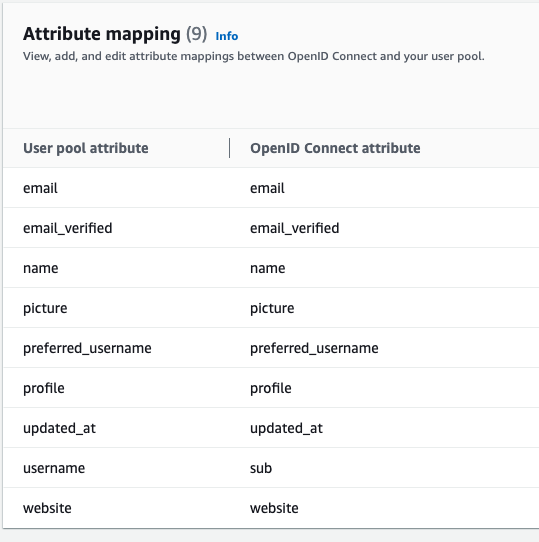 Attribute mapping (9) Info
View, add, and edit attribute mappings between OpenID Connect and your user pool.
User pool attribute OpenID Connect attribute
email email
email_verified email_verified
name name
picture picture
preferred_username preferred_username
profile profile
updated_at updated_at
username sub
website website